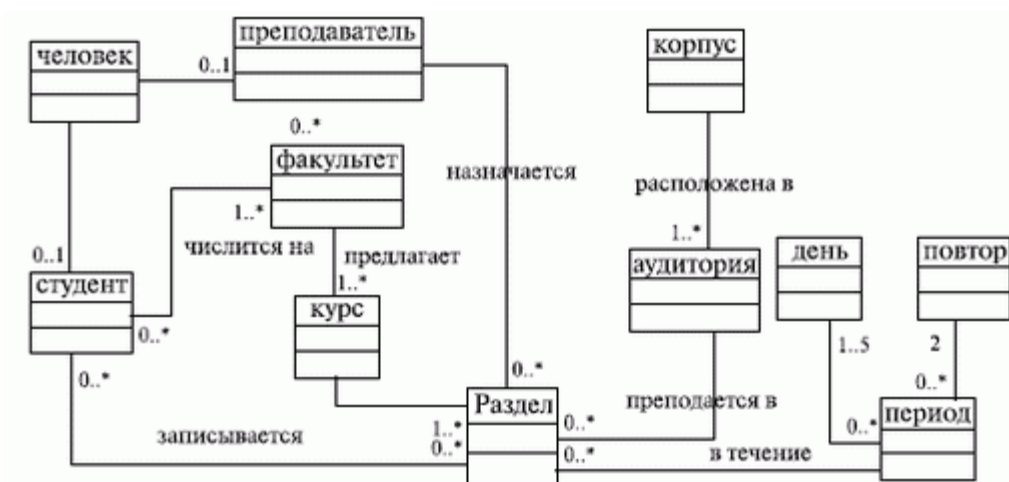 преподаватель
корпус
человек
0..1
0..*
факультет
назначается
расположена в
1..*
1..*
числится на
предлагает
день
повтор
0..1
аудитория
студент
1..*
курс
0..*
1..5
2
0..*
0..*
0..*
Раздел
преподается в
период
1..*
0..*
0..*
записывается
0..*
0..*
в течение